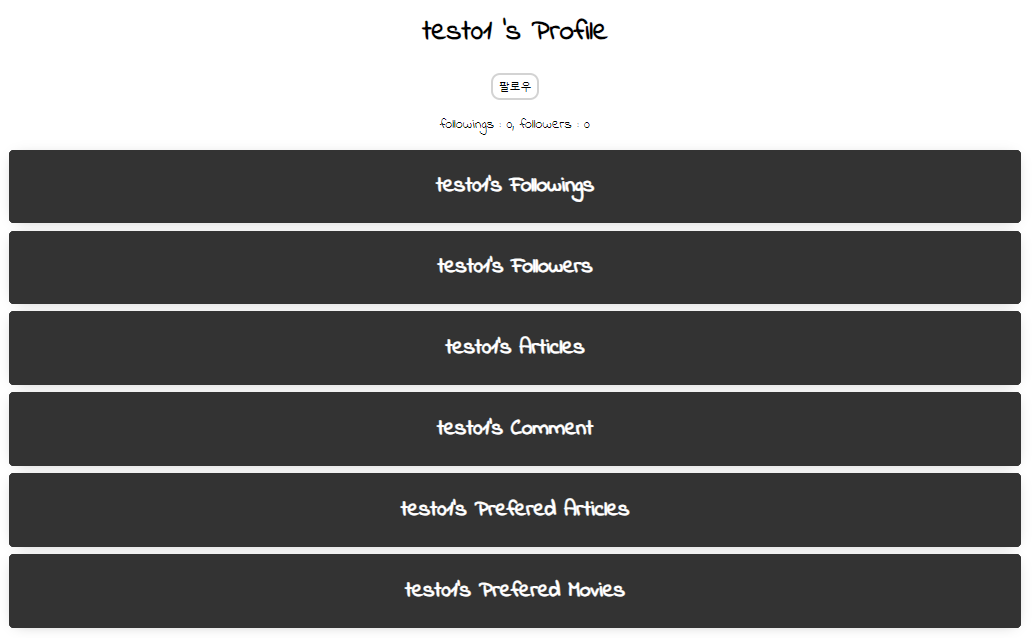 test01 's Profile
팔로우
followings : 0, followers : 0
test01's Followings
test01's Followers
test01's Articles
test01's Comment
test01's Prefered Articles
test01's Prefered Movies